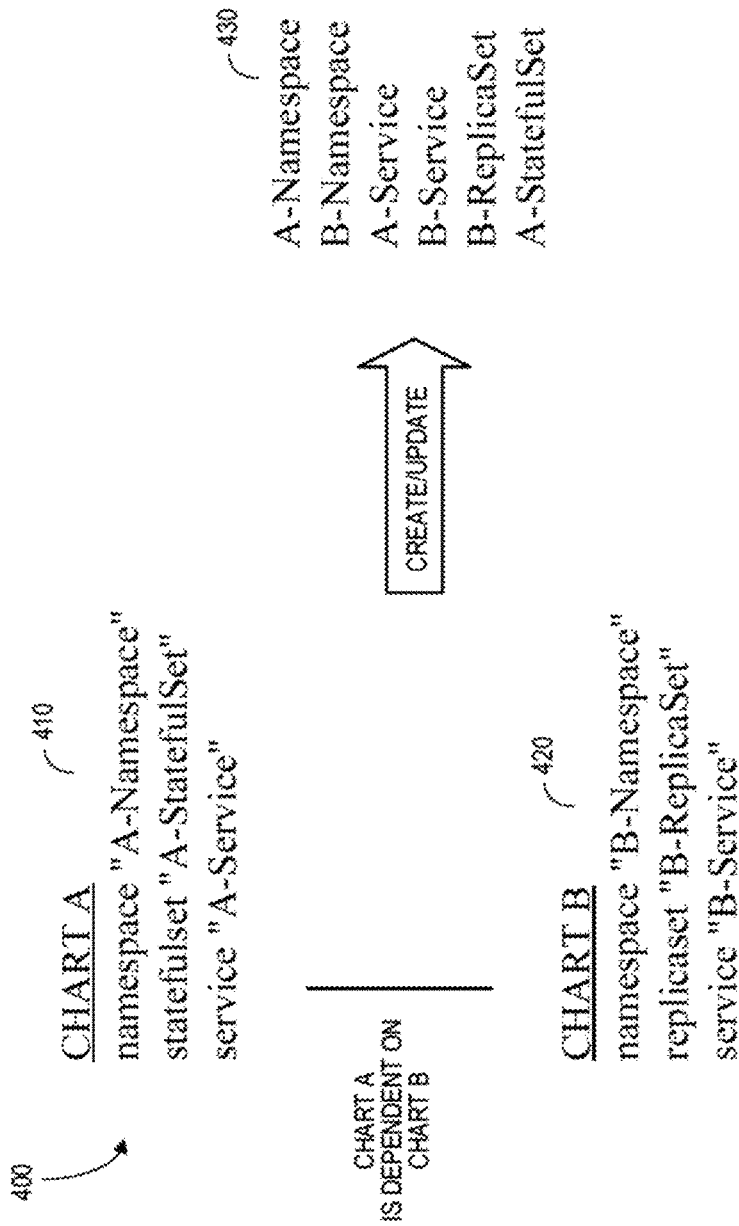 400
CHART A
410
namespace "A-Namespace"
statefulset "A-StatefulSet"
service "A-Service"
CHART A
IS DEPENDENT ON
CHART B
CHART B
420
namespace "B-Namespace"
replicaset "B-ReplicaSet"
service "B-Service"
CREATE/UPDATE
430
A-Namespace
B-Namespace
A-Service
B-Service
B-ReplicaSet
A-StatefulSet